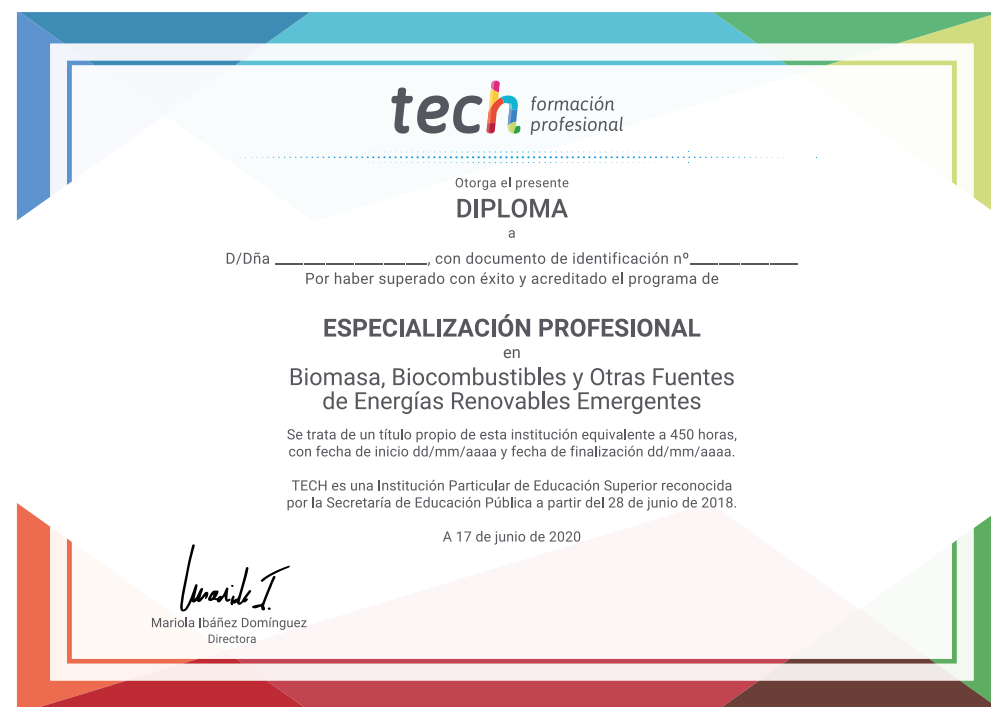 tech formación
profesional
Otorga el presente
DIPLOMA
a
D/Dña ____________________, con documento de identificación nº______________
Por haber superado con éxito y acreditado el programa de
ESPECIALIZACIÓN PROFESIONAL
en
Biomasa, Biocombustibles y Otras Fuentes
de Energías Renovables Emergentes
Se trata de un título propio de esta institución equivalente a 450 horas,
con fecha de inicio dd/mm/aaaa y fecha de finalización dd/mm/aaaa.
TECH es una Institución Particular de Educación Superior reconocida
por la Secretaría de Educación Pública a partir del 28 de junio de 2018.
A 17 de junio de 2020
Mariola Ibáñez Domínguez
Directora